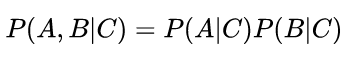 P(A, B|C) = P(A|C)P(B|C)